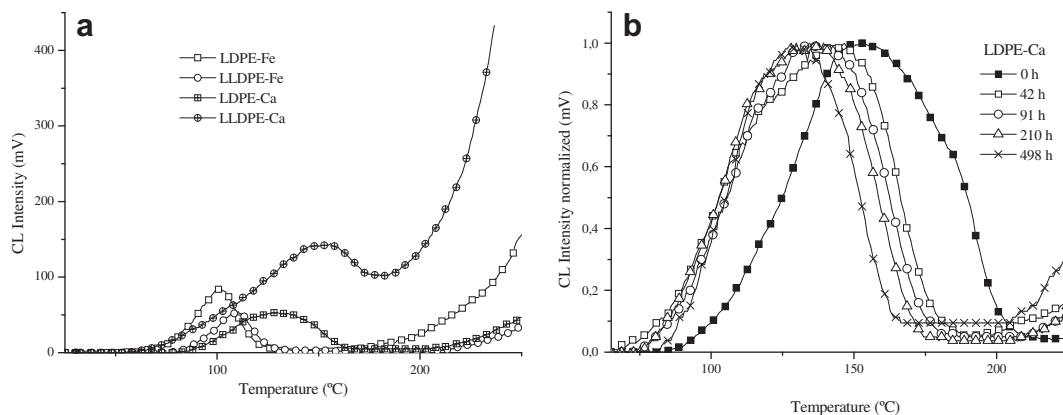 a
400
300
200
100
0
CL Intensity (mV)
LDPE-Fe
LLDPE-Fe
LDPE-Ca
LLDPE-Ca
100
200
Temperature (ºC)
b
1,0
0,8
0,6
0,4
0,2
0,0
CL Intensity normalized (mV)
LDPE-Ca
0 h
42 h
91 h
210 h
498 h
100
150
200
Temperature (ºC)